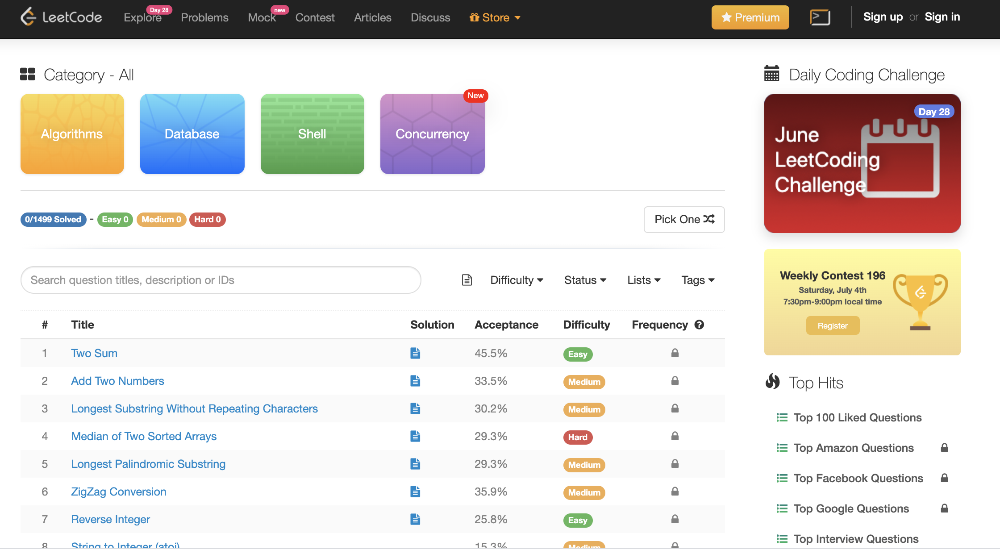 LeetCode Explore Day 28 Problems Mock new Contest Articles Discuss Store Premium Sign up or Sign in
Category - All
Algorithms
Database
Shell
Concurrency
New
0/1499 Solved - Easy 0 Medium 0 Hard 0
Pick One
Search question titles, description or IDs
Difficulty Status Lists Tags
# Title Solution Acceptance Difficulty Frequency
1 Two Sum 45.5% Easy
2 Add Two Numbers 33.5% Medium
3 Longest Substring Without Repeating Characters 30.2% Medium
4 Median of Two Sorted Arrays 29.3% Hard
5 Longest Palindromic Substring 29.3% Medium
6 ZigZag Conversion 35.9% Medium
7 Reverse Integer 25.8% Easy
8 String to Integer (atoi) 15.3% Medium
Daily Coding Challenge
Day 28
June
LeetCoding
Challenge
Weekly Contest 196
Saturday, July 4th
7:30pm-9:00pm local time
Register
Top Hits
Top 100 Liked Questions
Top Amazon Questions
Top Facebook Questions
Top Google Questions
Top Interview Questions